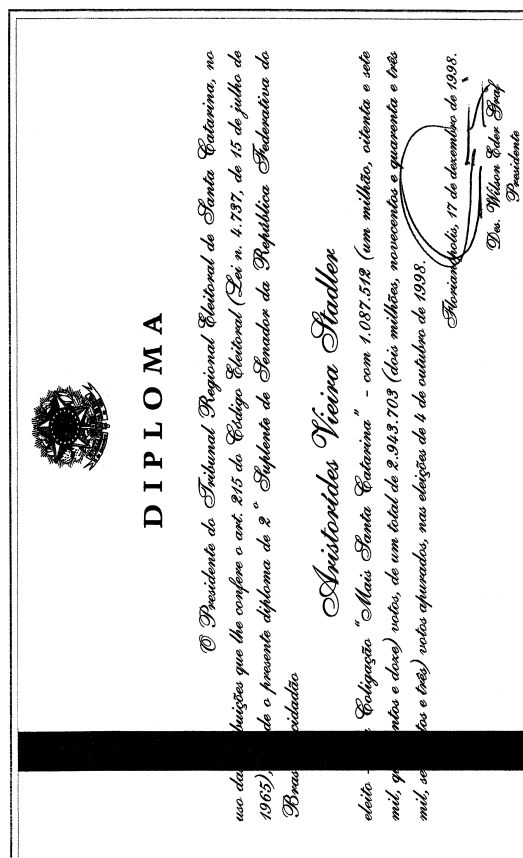 DIPLOMA
O Presidente do Tribunal Regional Eleitoral de Santa Catarina, no
uso da buições que lhe confere o art. 215 do Código Eleitoral (Lei n. 4.737, de 15 de julho de
1965), de o presente diploma de 2º Suplente de Senador da República Federativa do
Bras cidadão
Aristorides Vieira Stadler
eleito - Coligação "Mais Santa Catarina" - com 1.087.512 (um milhão, oitenta e sete
mil, q ntos e doze) votos, de um total de 2.943.703 (dois milhões, novecentos e quarenta e três
mil, se tos e três) votos apurados, nas eleições de 4 de outubro de 1998.
Florianópolis, 17 de dezembro de 1998.
Des. Wilson Eder Graf
Presidente